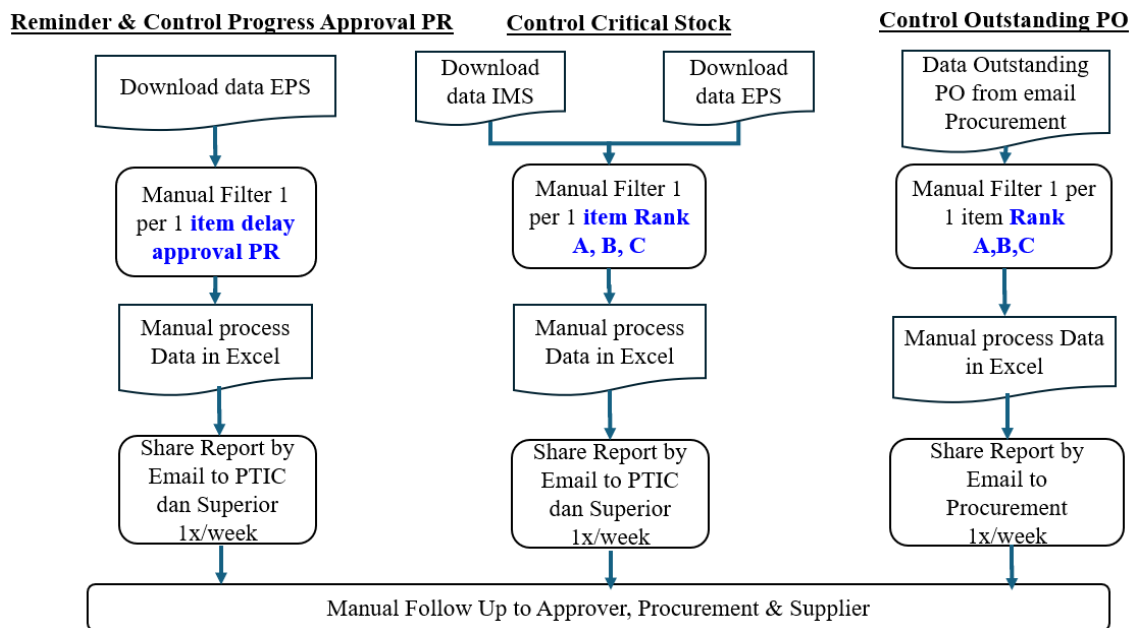 Reminder & Control Progress Approval PR
Download data EPS
Manual Filter 1
per 1 item delay
approval PR
Manual process
Data in Excel
Share Report by
Email to PTIC
dan Superior
1x/week
Control Critical Stock
Download
data IMS
Download
data EPS
Manual Filter 1
per 1 item Rank
A, B, C
Manual process
Data in Excel
Share Report by
Email to PTIC
dan Superior
1x/week
Control Outstanding PO
Data Outstanding
PO from email
Procurement
Manual Filter 1 per
1 item Rank
A,B,C
Manual process Data
in Excel
Share Report by
Email to
Procurement
1x/week
Manual Follow Up to Approver, Procurement & Supplier